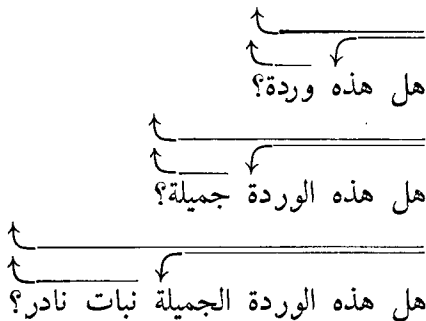 هل هذه وردة؟
هل هذه الوردة جميلة؟
هل هذه الوردة الجميلة نبات نادر؟